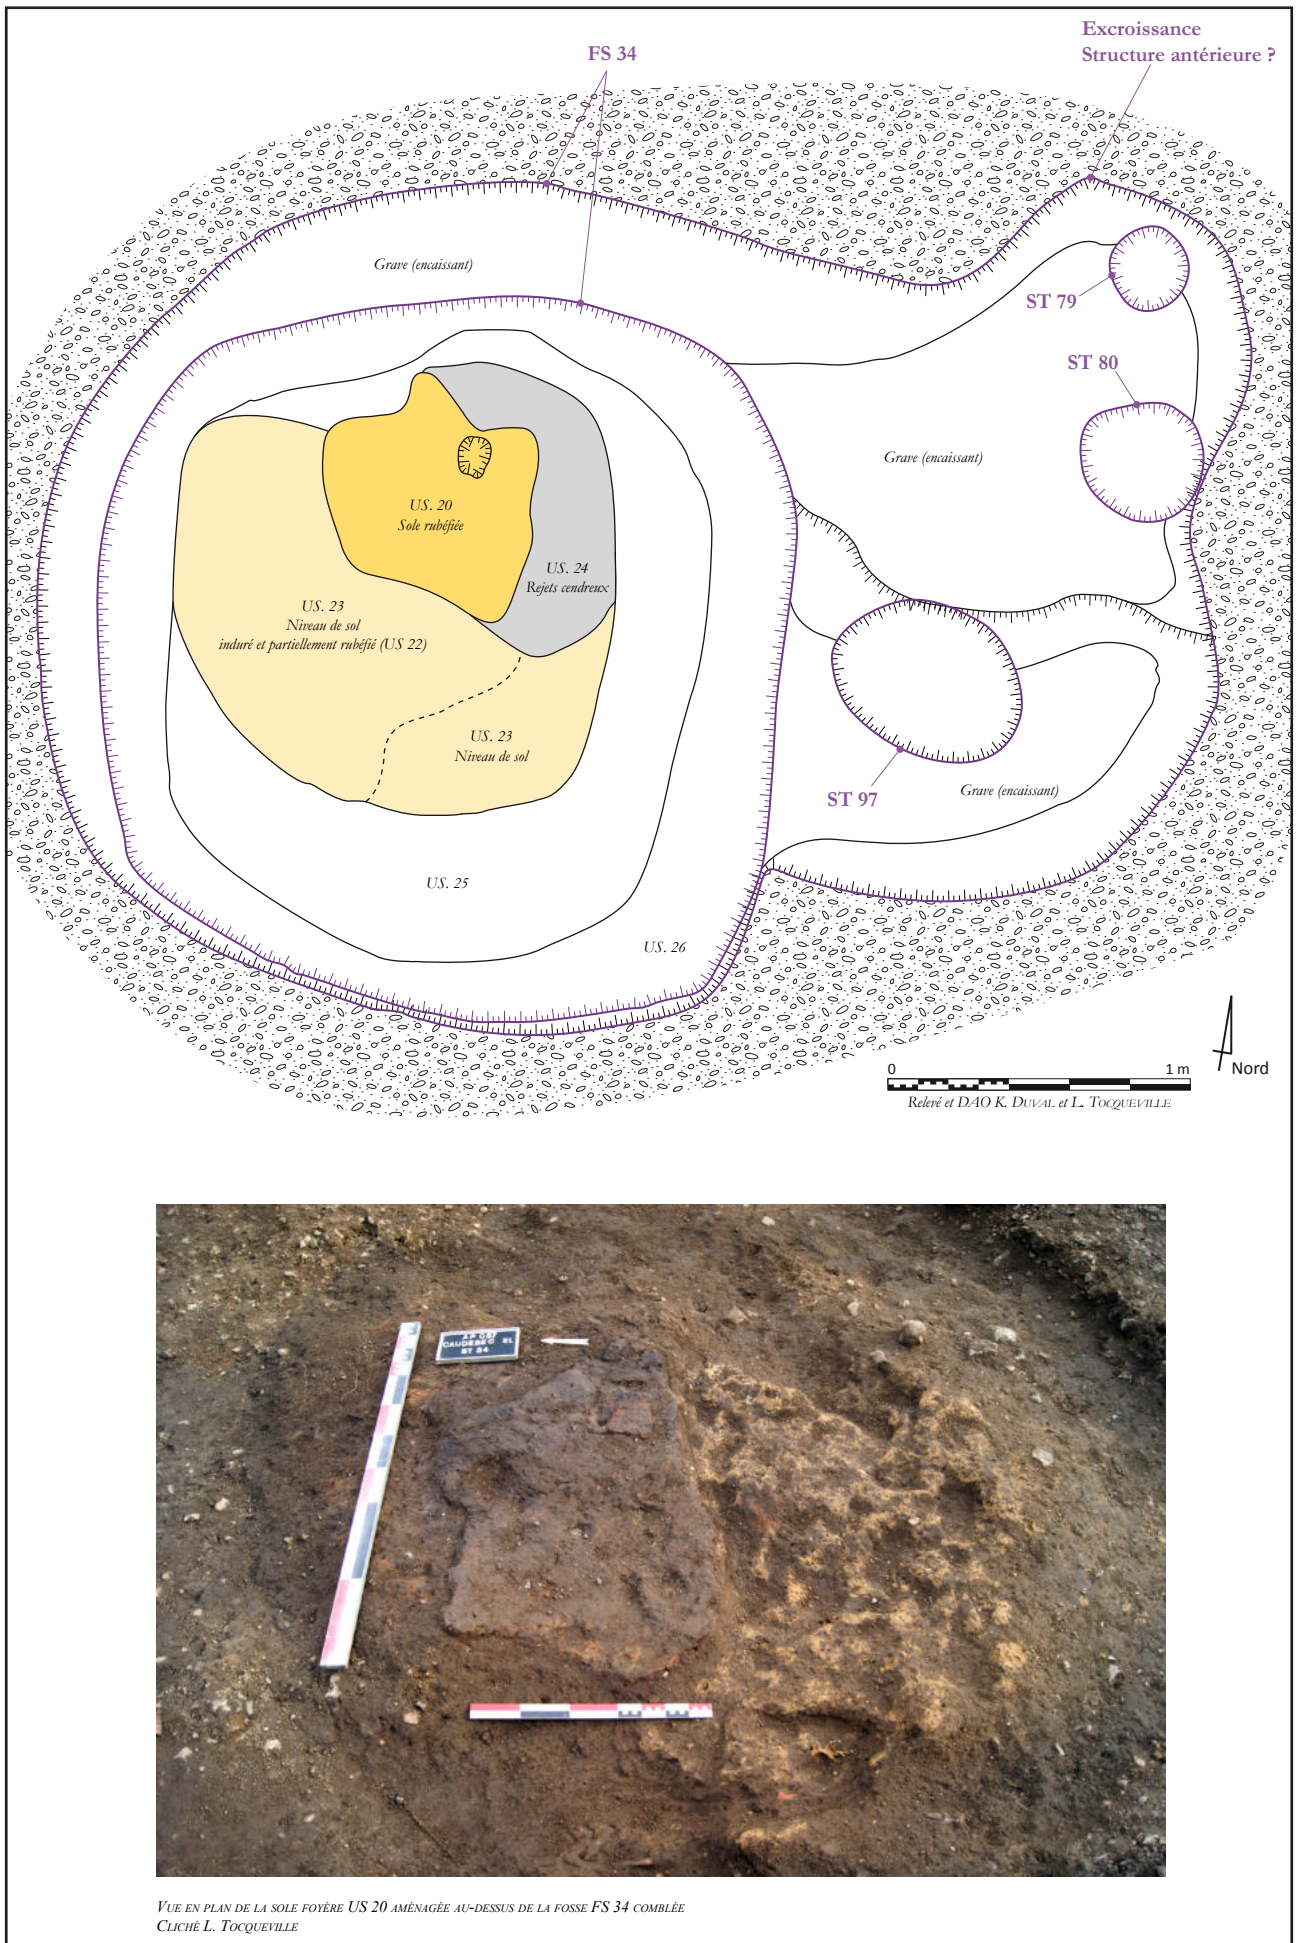 Excroissance
Structure antérieure ?
FS 34
Grave (encaissant)
ST 79
ST 80
Grave (encaissant)
US. 20
Sole rubéfiée
US. 24
Rejets cendreux
US. 23
Niveau de sol
induré et partiellement rubéfié (US 22)
US. 23
Niveau de sol
ST 97
Grave (encaissant)
US. 25
US. 26
Nord
0 1 m
Relevé et DAO K. DUVAL et L. TOCQUEVILLE
AP 087
CAUDEBEC EL
ST 34
VUE EN PLAN DE LA SOLE FOYÈRE US 20 AMÉNAGÉE AU-DESSUS DE LA FOSSE FS 34 COMBLÉE
CLICHÉ L. TOCQUEVILLE